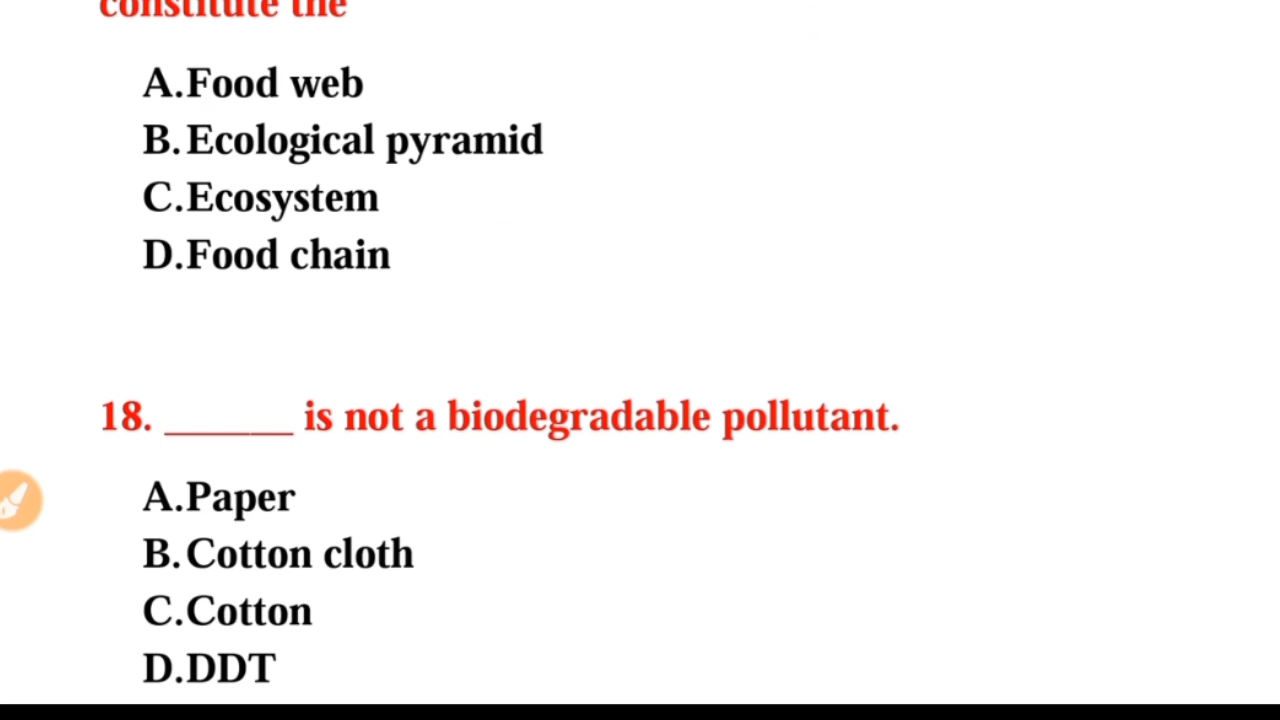 constitute the
A.Food web
B.Ecological pyramid
C.Ecosystem
D.Food chain
18. ______ is not a biodegradable pollutant.
A.Paper
B.Cotton cloth
C.Cotton
D.DDT